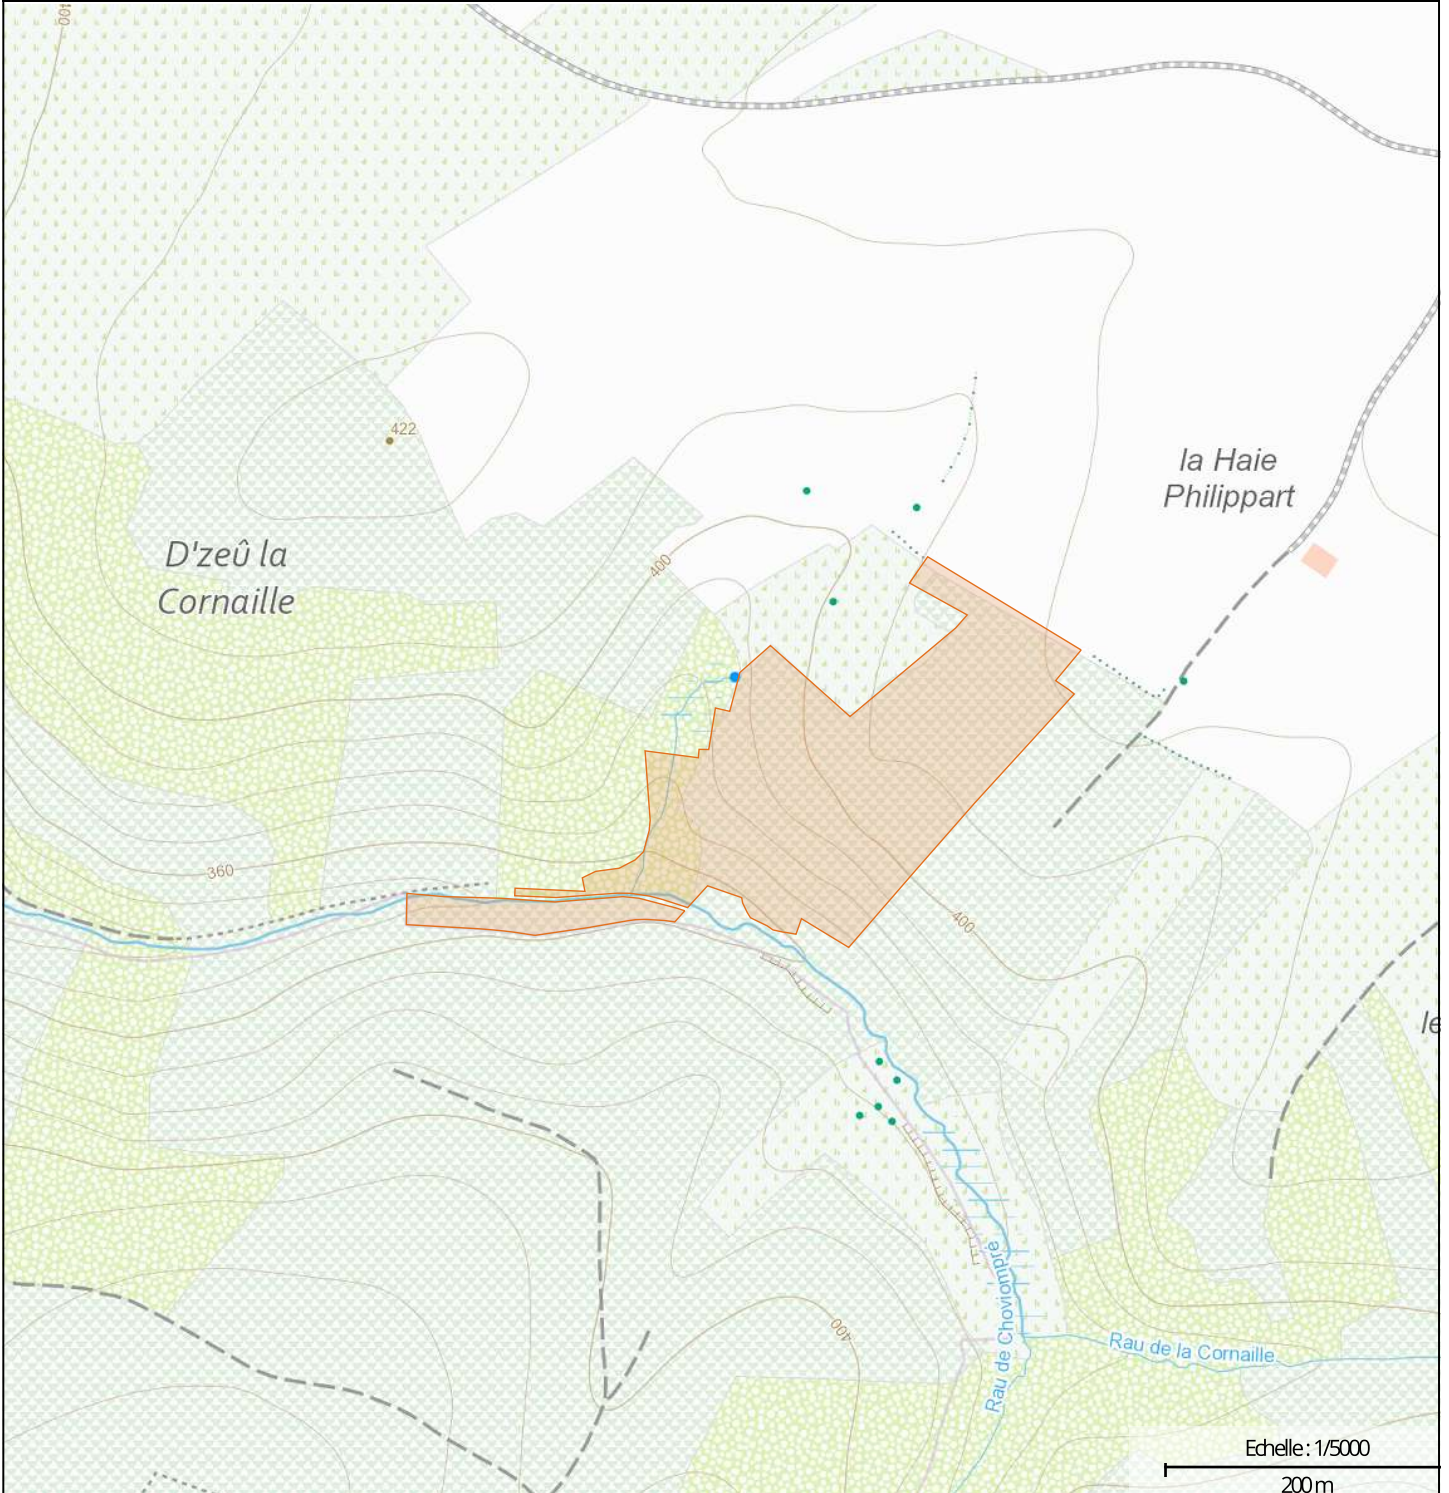 400
422
la Haie
Philippart
D'zeû la
Cornaille
400
360
400
le
Rau de Choviompré
400
Rau de la Cornaille
Echelle : 1/5000
200 m